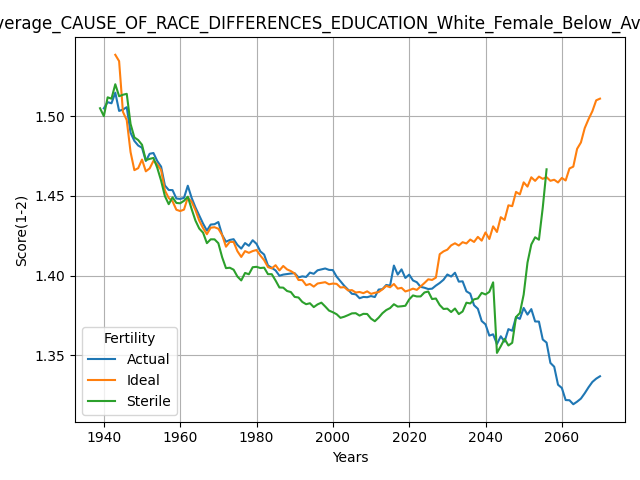 verage_CAUSE_OF_RACE_DIFFERENCES_EDUCATION_White_Female_Below_Av
Score(1-2)
1.50
1.45
1.40
1.35
Fertility
Actual
Ideal
Sterile
1940 1960 1980 2000 2020 2040 2060
Years